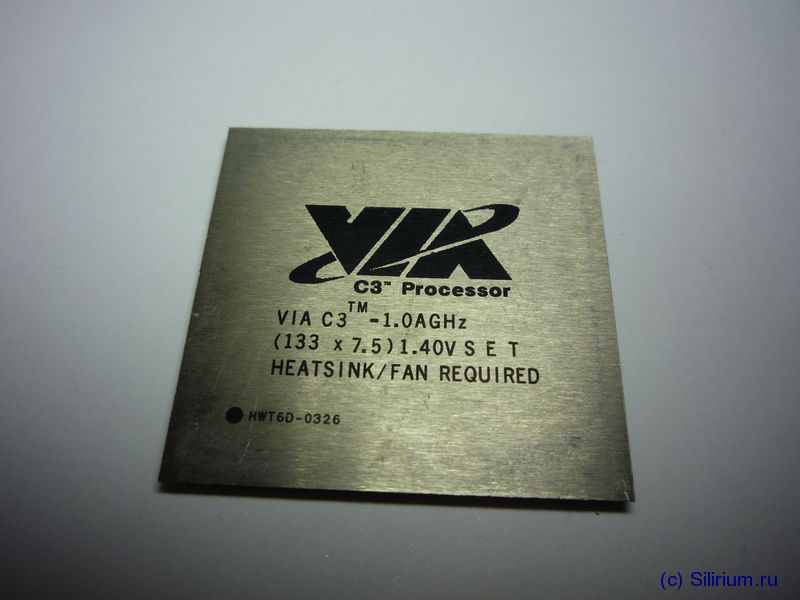 VIA
C3™ Processor
VIA C3™-1.0AGHz
(133 x 7.5) 1.40V S E T
HEATSINK/FAN REQUIRED
HWT6D-0326
(c) Silirium.ru